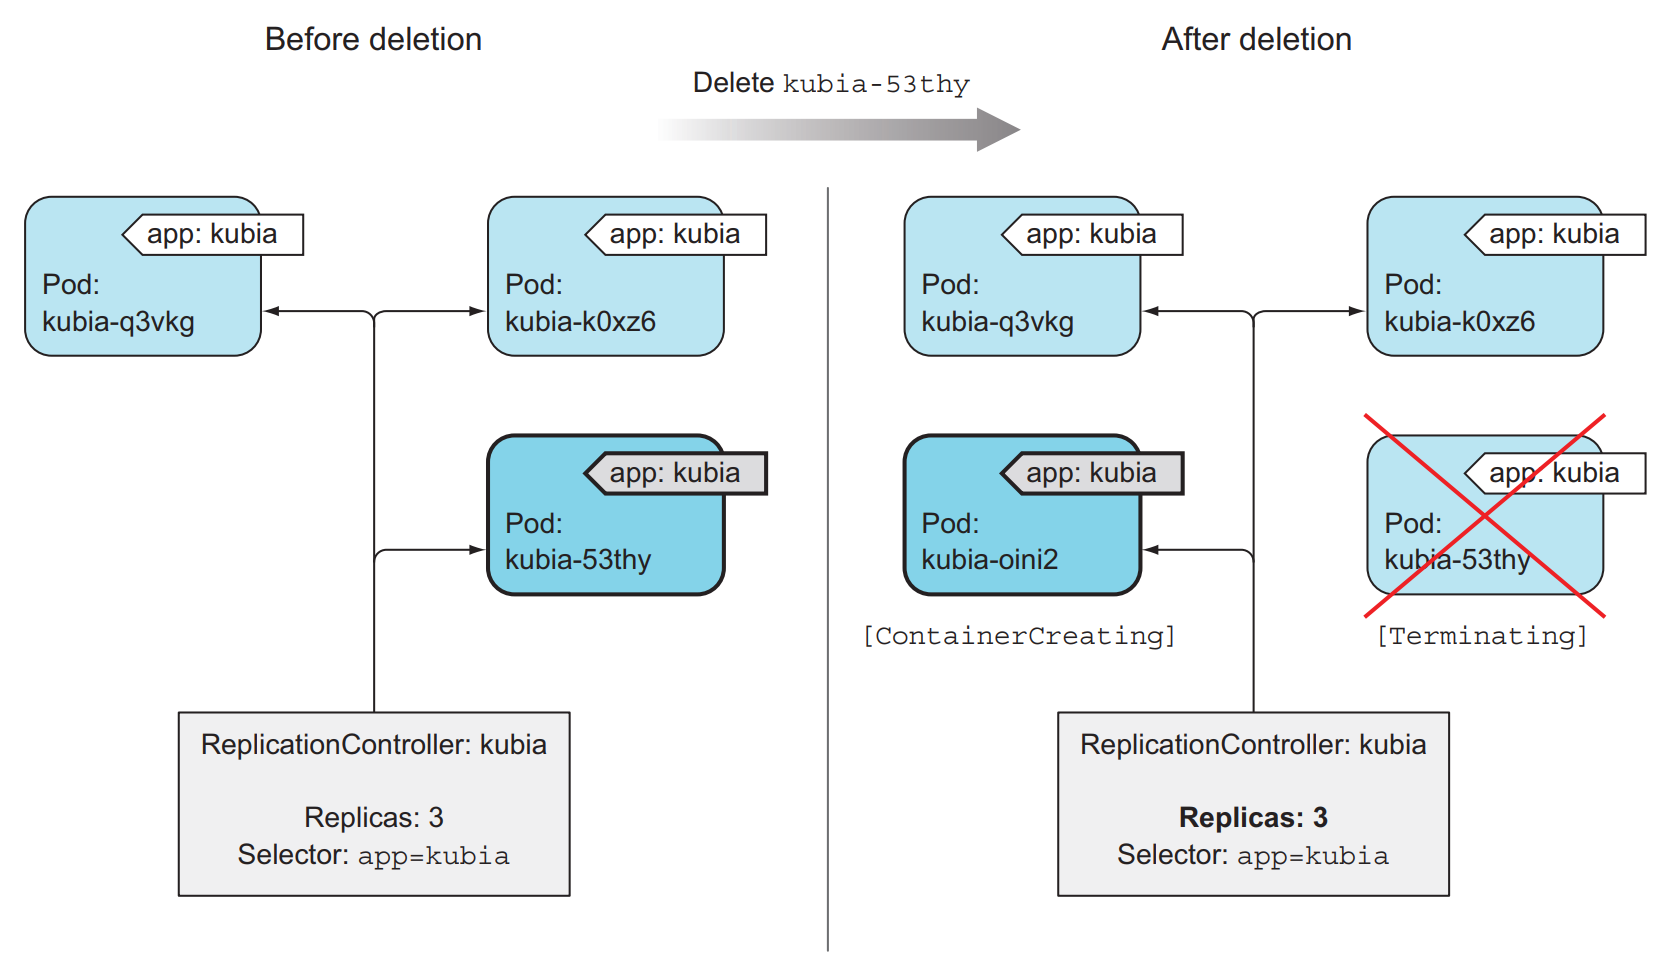 Before deletion
After deletion
Delete kubia-53thy
app: kubia
Pod:
kubia-q3vkg
app: kubia
Pod:
kubia-k0xz6
app: kubia
Pod:
kubia-53thy
ReplicationController: kubia
Replicas: 3
Selector: app=kubia
app: kubia
Pod:
kubia-q3vkg
app: kubia
Pod:
kubia-k0xz6
app: kubia
Pod:
kubia-oini2
[ContainerCreating]
app: kubia
Pod:
kubia-53thy
[Terminating]
ReplicationController: kubia
Replicas: 3
Selector: app=kubia